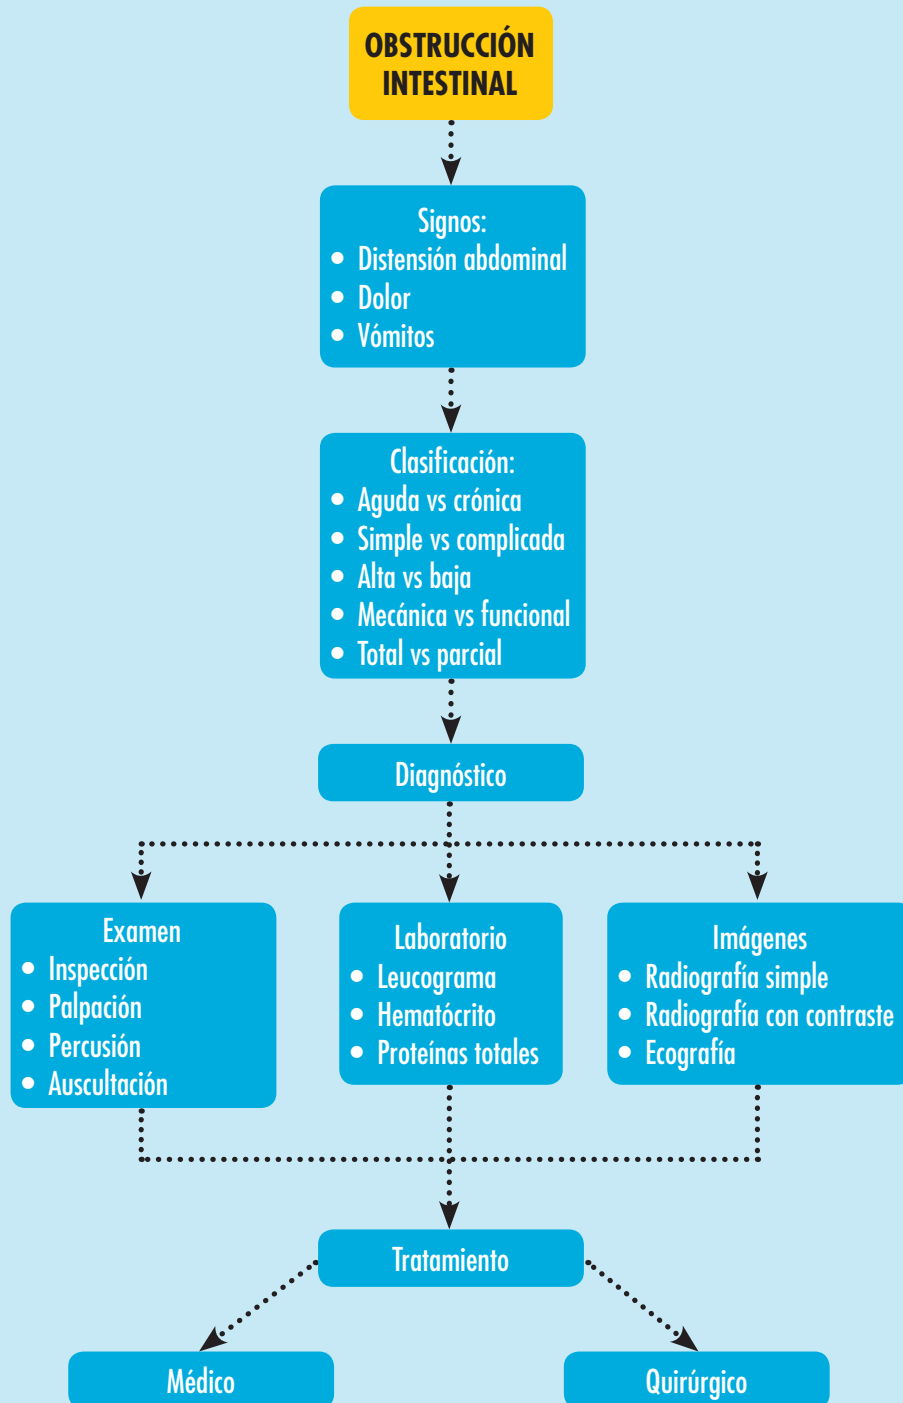 OBSTRUCCIÓN
INTESTINAL
Signos:
• Distensión abdominal
• Dolor
• Vómitos
Clasificación:
• Aguda vs crónica
• Simple vs complicada
• Alta vs baja
• Mecánica vs funcional
• Total vs parcial
Diagnóstico
Examen
• Inspección
• Palpación
• Percusión
• Auscultación
Laboratorio
• Leucograma
• Hematócrito
• Proteínas totales
Imágenes
• Radiografía simple
• Radiografía con contraste
• Ecografía
Tratamiento
Médico
Quirúrgico